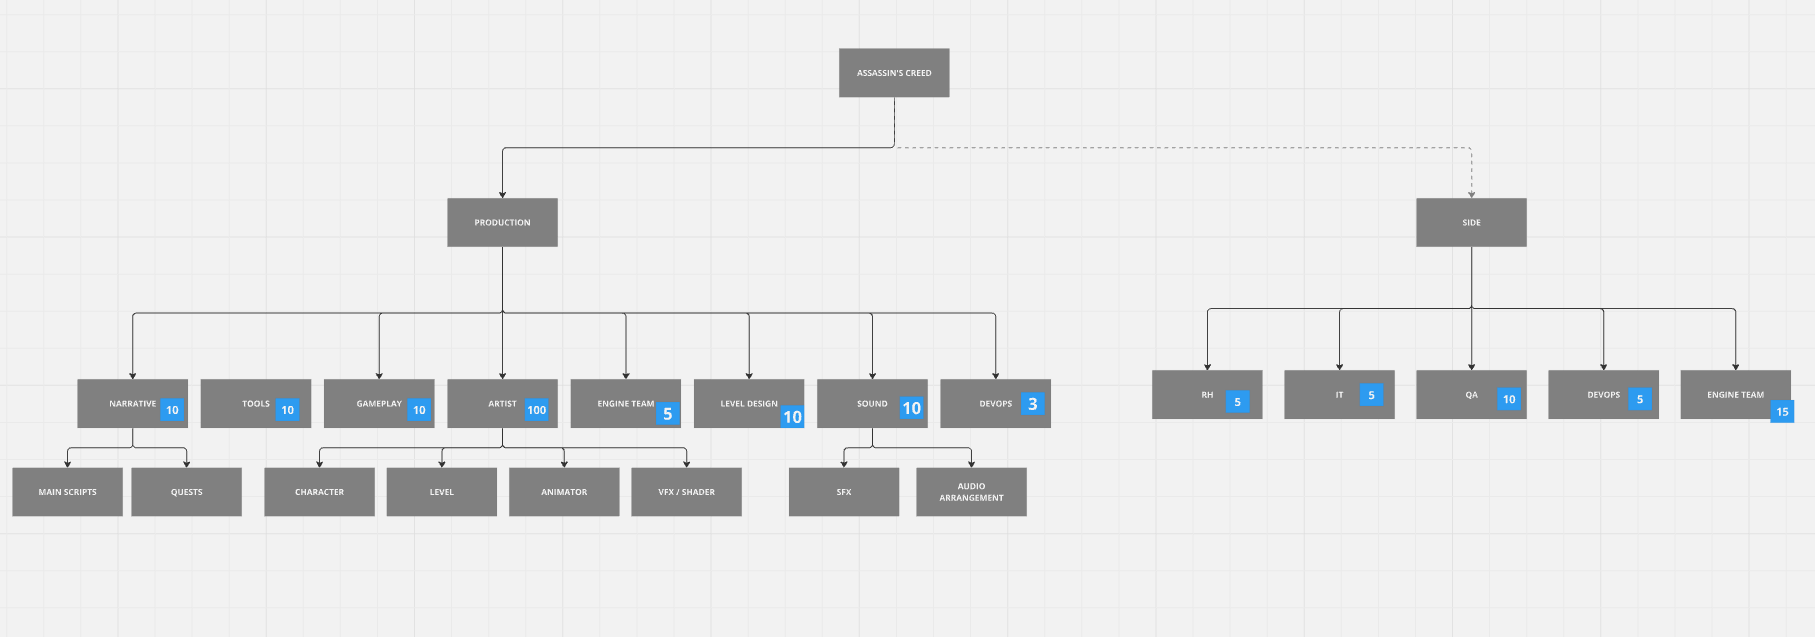 ASSASSIN'S CREED
PRODUCTION
SIDE
NARRATIVE 10
TOOLS 10
GAMEPLAY 10
ARTIST 100
ENGINE TEAM 5
LEVEL DESIGN 10
SOUND 10
DEVOPS 3
RH 5
IT 5
QA 10
DEVOPS 5
ENGINE TEAM 15
MAIN SCRIPTS
QUESTS
CHARACTER
LEVEL
ANIMATOR
VFX / SHADER
SFX
AUDIO
ARRANGEMENT